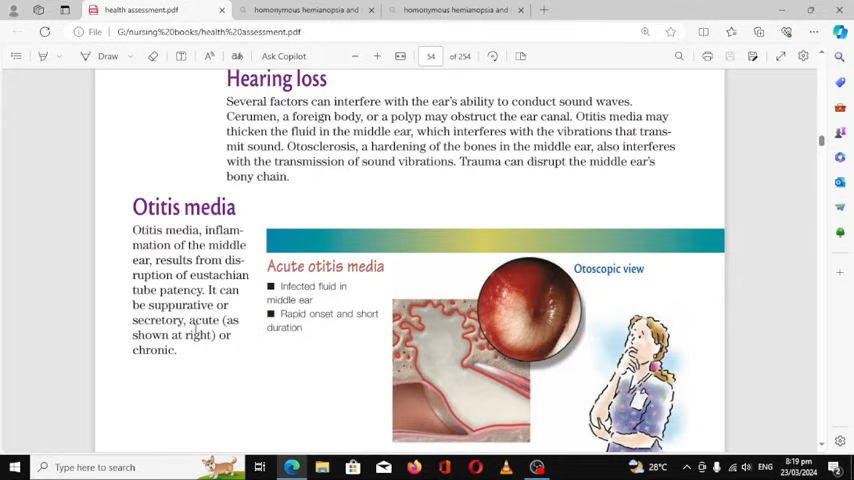 health assessment.pdf
homonymous hemianopsia and
homonymous hemianopsia and
File
G:/nursing%20books/health%20assessment.pdf
Draw
Ask Copilot
54
of 254
Hearing loss
Several factors can interfere with the ear's ability to conduct sound waves.
Cerumen, a foreign body, or a polyp may obstruct the ear canal. Otitis media may
thicken the fluid in the middle ear, which interferes with the vibrations that trans-
mit sound. Otosclerosis, a hardening of the bones in the middle ear, also interferes
with the transmission of sound vibrations. Trauma can disrupt the middle ear's
bony chain.
Otitis media
Otitis media, inflam-
mation of the middle
ear, results from dis-
ruption of eustachian
tube patency. It can
be suppurative or
secretory, acute (as
shown at right) or
chronic.
Acute otitis media
■ Infected fluid in
middle ear
■ Rapid onset and short
duration
Otoscopic view
Type here to search
28°C
ENG
8:19 pm
23/03/2024
2